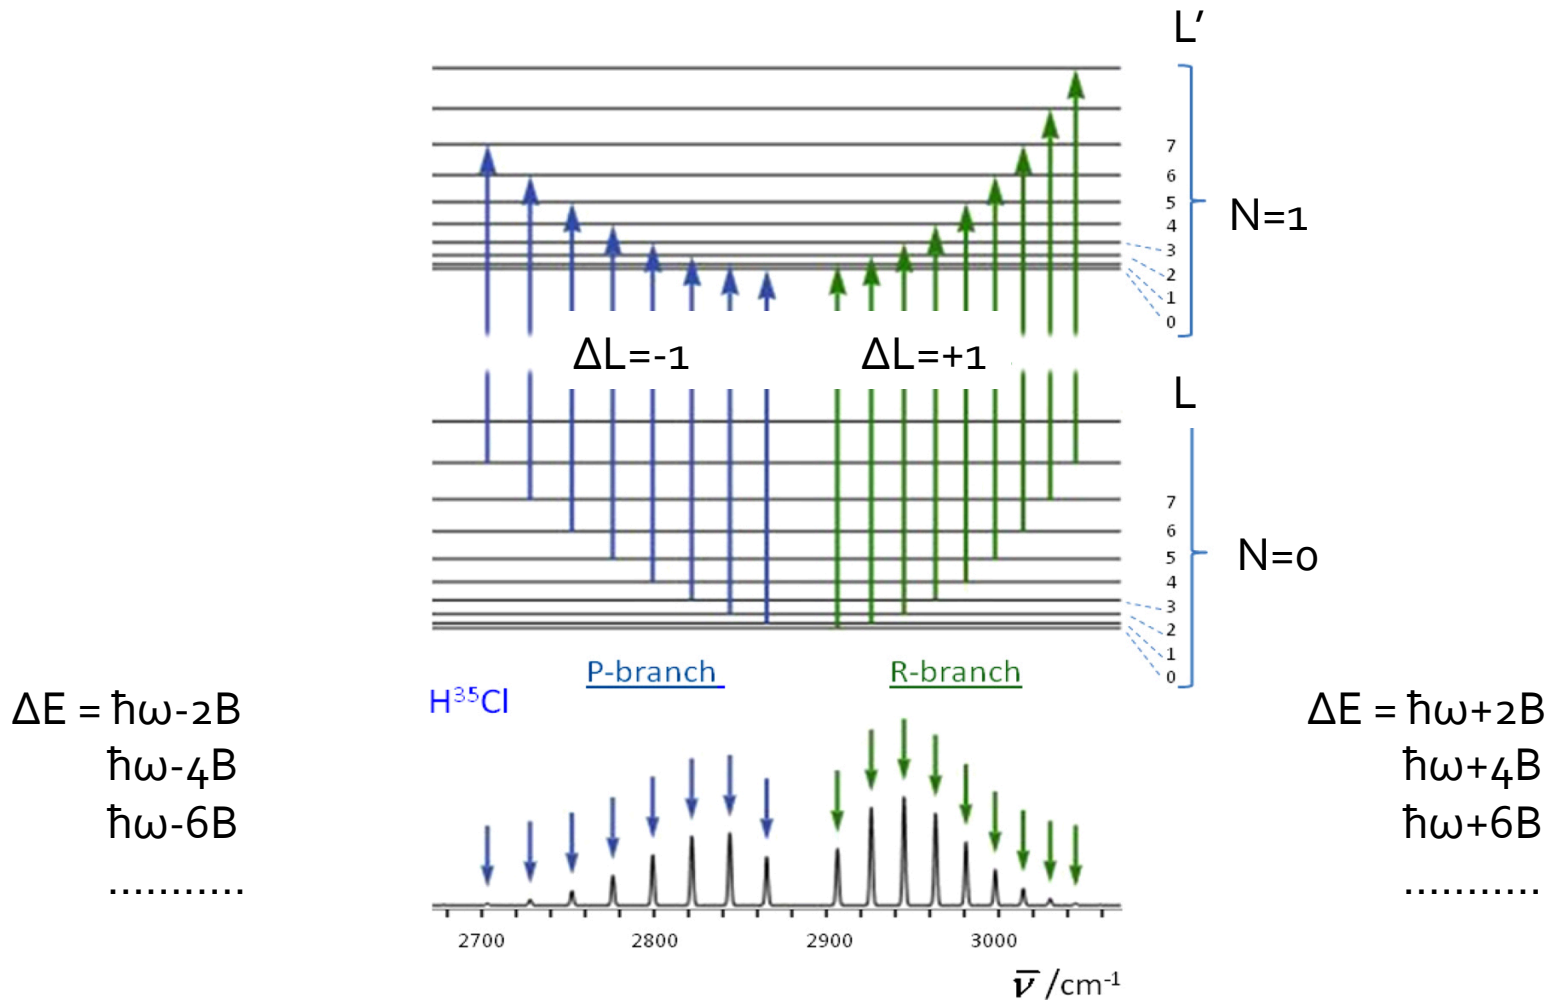 L′
7
6
5
4
3
2
1
0
N=1
ΔL=-1
ΔL=+1
L
7
6
5
4
3
2
1
0
N=0
P-branch
R-branch
H³⁵Cl
ΔE = ħω-2B
ħω-4B
ħω-6B
...........
ΔE = ħω+2B
ħω+4B
ħω+6B
...........
2700 2800 2900 3000
ν̅ /cm⁻¹